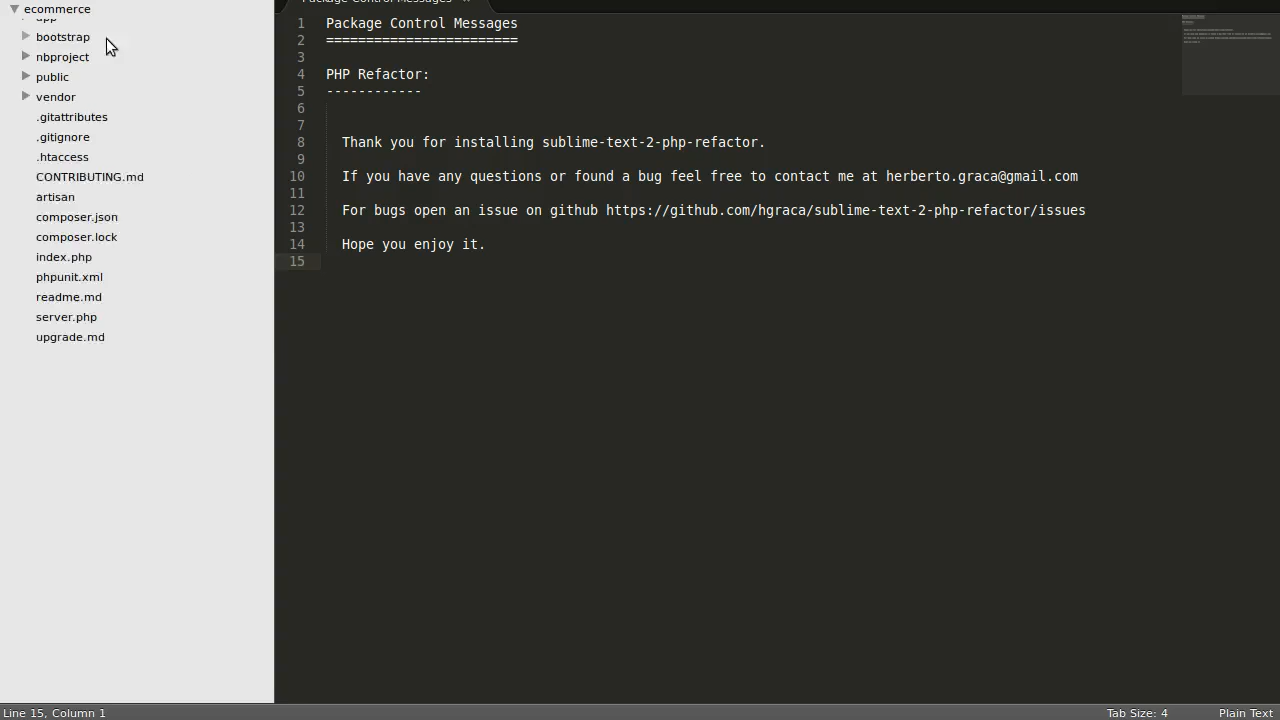 ecommerce
app
bootstrap
nbproject
public
vendor
.gitattributes
.gitignore
.htaccess
CONTRIBUTING.md
artisan
composer.json
composer.lock
index.php
phpunit.xml
readme.md
server.php
upgrade.md
Package Control Messages
1 Package Control Messages
2 ========================
3
4 PHP Refactor:
5 ------------
6
7
8 Thank you for installing sublime-text-2-php-refactor.
9
10 If you have any questions or found a bug feel free to contact me at herberto.graca@gmail.com
11
12 For bugs open an issue on github https://github.com/hgraca/sublime-text-2-php-refactor/issues
13
14 Hope you enjoy it.
15
Line 15, Column 1
Tab Size: 4
Plain Text